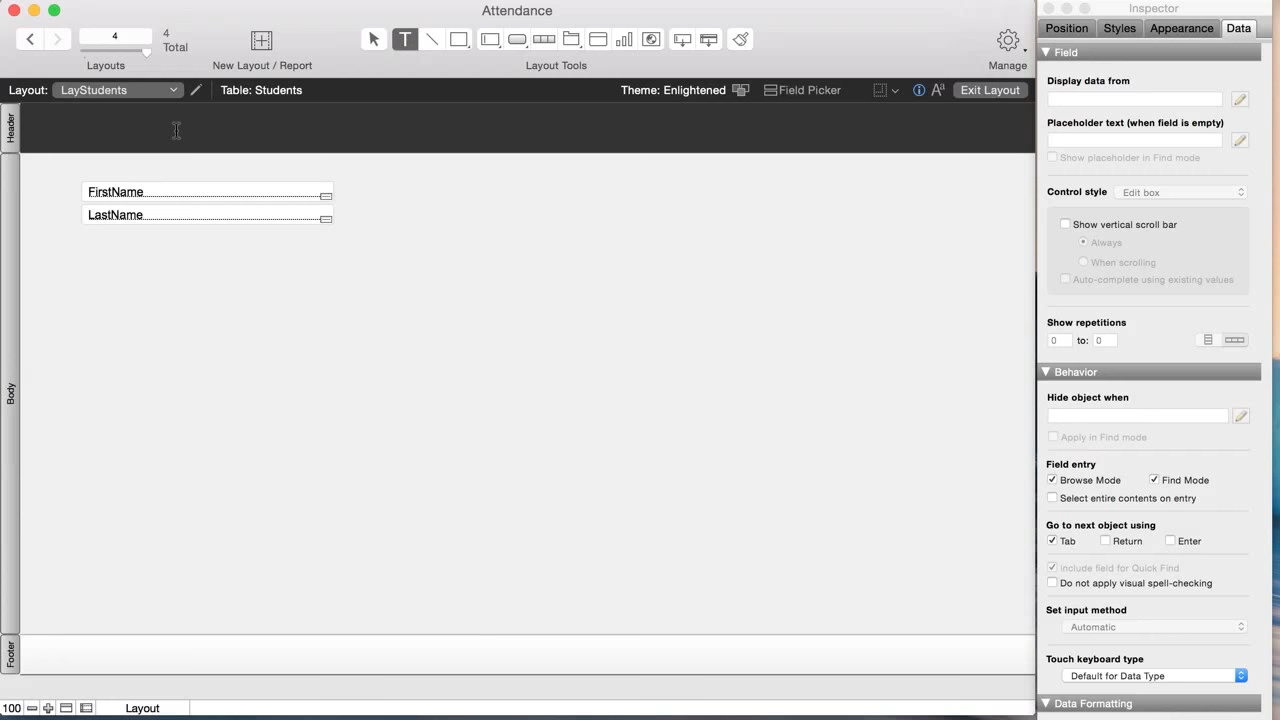 Attendance
Inspector
4
4
Total
T
Position
Styles
Appearance
Data
Layouts
New Layout / Report
Layout Tools
Manage
Field
Layout:
LayStudents
Table: Students
Theme: Enlightened
Field Picker
Aa
Exit Layout
Display data from
Header
Placeholder text (when field is empty)
Show placeholder in Find mode
FirstName
LastName
Control style
Edit box
Show vertical scroll bar
Always
When scrolling
Auto-complete using existing values
Show repetitions
0 to: 0
Behavior
Body
Hide object when
Apply in Find mode
Field entry
Browse Mode
Find Mode
Select entire contents on entry
Go to next object using
Tab
Return
Enter
Include field for Quick Find
Do not apply visual spell-checking
Set input method
Automatic
Footer
Touch keyboard type
Default for Data Type
Data Formatting
100
Layout